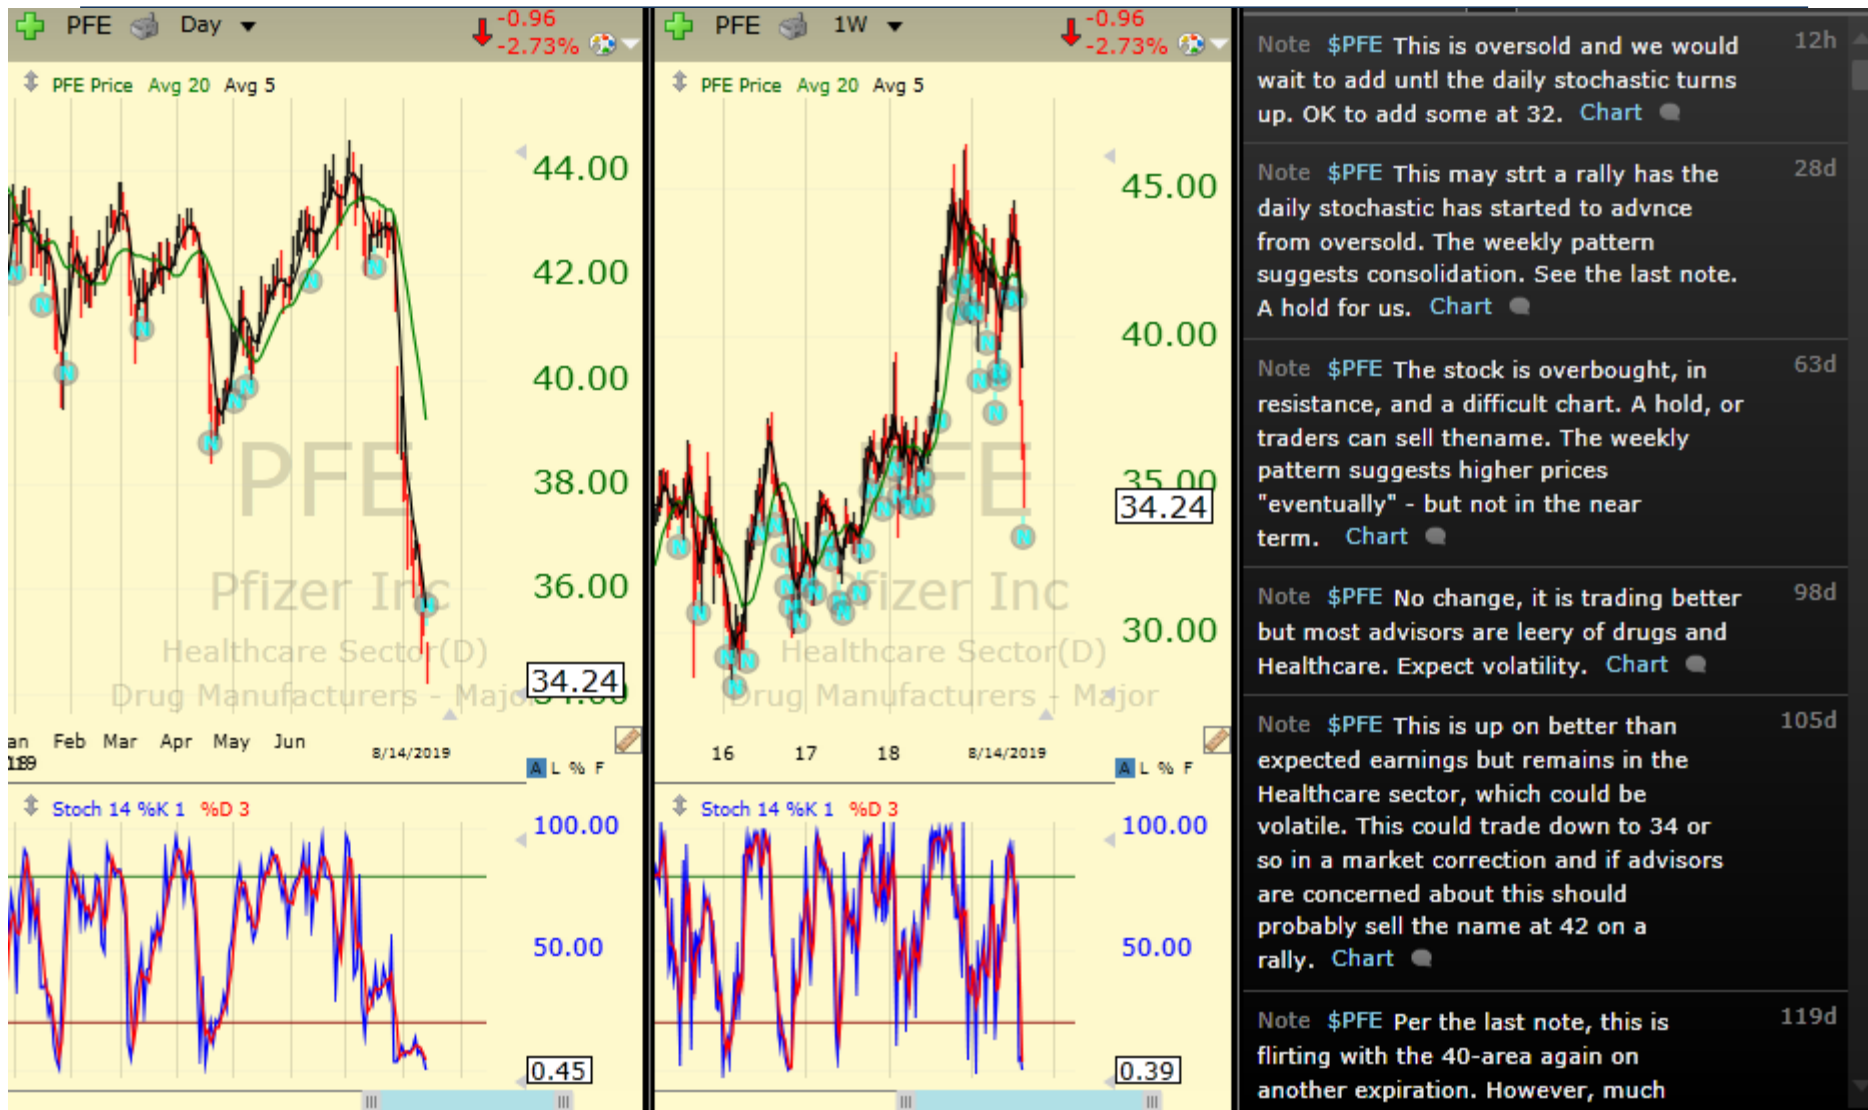 PFE Day -0.96
-2.73%
PFE Price Avg 20 Avg 5
44.00
42.00
40.00
38.00
36.00
34.24
PFE
Pfizer Inc
Healthcare Sector(D)
Drug Manufacturers - Major
Feb Mar Apr May Jun 8/14/2019
A L % F
Stoch 14 %K 1 %D 3
100.00
50.00
0.45
PFE 1W -0.96
-2.73%
PFE Price Avg 20 Avg 5
45.00
40.00
35.00
34.24
30.00
PFE
Pfizer Inc
Healthcare Sector(D)
Drug Manufacturers - Major
16 17 18 8/14/2019
A L % F
Stoch 14 %K 1 %D 3
100.00
50.00
0.39
Note $PFE This is oversold and we would 12h
wait to add untl the daily stochastic turns
up. OK to add some at 32. Chart
Note $PFE This may strt a rally has the 28d
daily stochastic has started to advnce
from oversold. The weekly pattern
suggests consolidation. See the last note.
A hold for us. Chart
Note $PFE The stock is overbought, in 63d
resistance, and a difficult chart. A hold, or
traders can sell thename. The weekly
pattern suggests higher prices
"eventually" - but not in the near
term. Chart
Note $PFE No change, it is trading better 98d
but most advisors are leery of drugs and
Healthcare. Expect volatility. Chart
Note $PFE This is up on better than 105d
expected earnings but remains in the
Healthcare sector, which could be
volatile. This could trade down to 34 or
so in a market correction and if advisors
are concerned about this should
probably sell the name at 42 on a
rally. Chart
Note $PFE Per the last note, this is 119d
flirting with the 40-area again on
another expiration. However, much